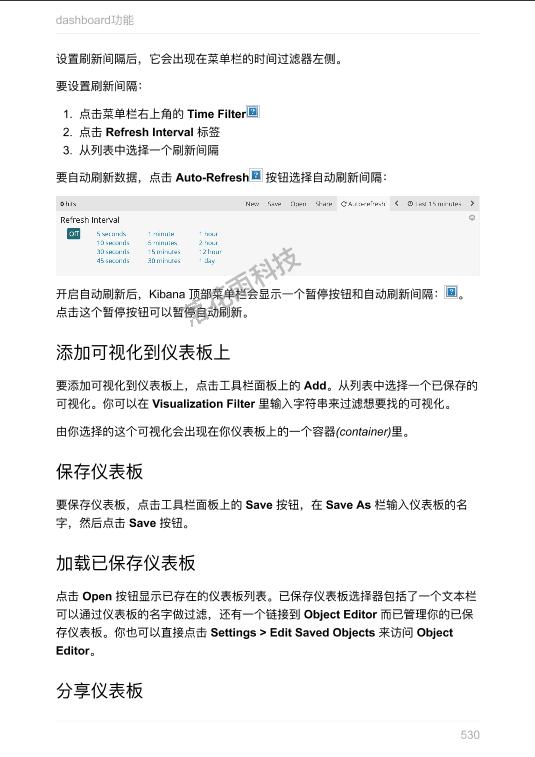 dashboard功能
设置刷新间隔后，它会出现在菜单栏的时间过滤器左侧。
要设置刷新间隔：
1. 点击菜单栏右上角的 Time Filter
2. 点击 Refresh Interval 标签
3. 从列表中选择一个刷新间隔
要自动刷新数据，点击 Auto-Refresh 按钮选择自动刷新间隔：
0 hits New Save Open Share Auto-refresh Last 15 minutes
Refresh Interval
Off 5 seconds 1 minute 1 hour
10 seconds 5 minutes 2 hour
30 seconds 15 minutes 12 hour
45 seconds 30 minutes 1 day
落花雨科技
开启自动刷新后，Kibana 顶部菜单栏会显示一个暂停按钮和自动刷新间隔：。
点击这个暂停按钮可以暂停自动刷新。
添加可视化到仪表板上
要添加可视化到仪表板上，点击工具栏面板上的 Add。从列表中选择一个已保存的
可视化。你可以在 Visualization Filter 里输入字符串来过滤想要找的可视化。
由你选择的这个可视化会出现在你仪表板上的一个容器(container)里。
保存仪表板
要保存仪表板，点击工具栏面板上的 Save 按钮，在 Save As 栏输入仪表板的名
字，然后点击 Save 按钮。
加载已保存仪表板
点击 Open 按钮显示已存在的仪表板列表。已保存仪表板选择器包括了一个文本栏
可以通过仪表板的名字做过滤，还有一个链接到 Object Editor 而已管理你的已保
存仪表板。你也可以直接点击 Settings > Edit Saved Objects 来访问 Object
Editor。
分享仪表板
530